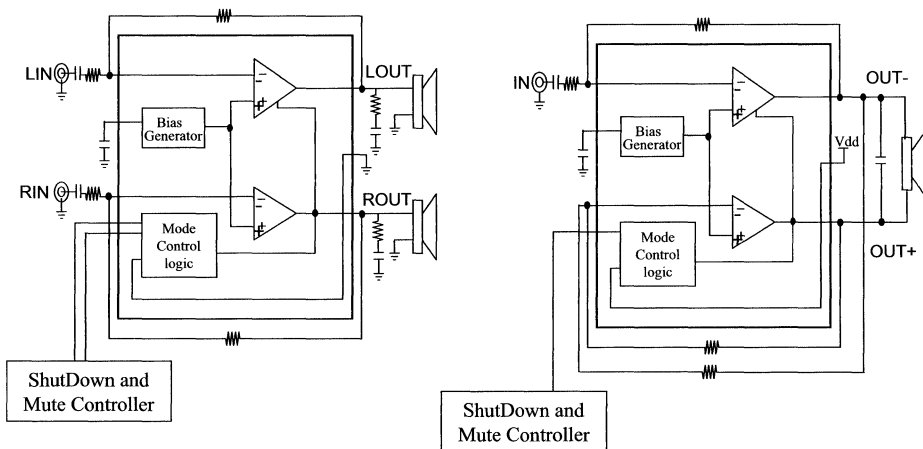 LIN
LOUT
Bias
Generator
RIN
ROUT
Mode
Control
logic
ShutDown and
Mute Controller
IN
OUT-
Bias
Generator
Vdd
Mode
Control
logic
OUT+
ShutDown and
Mute Controller